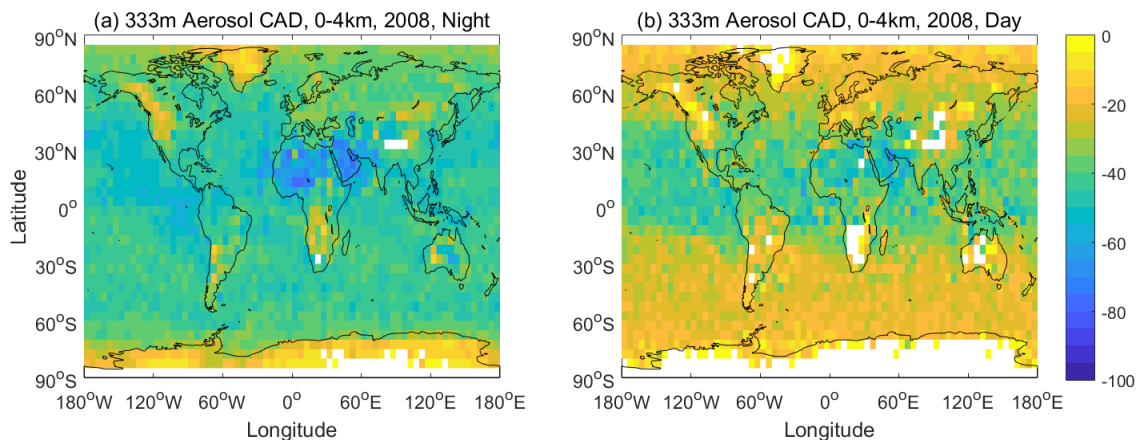 (a) 333m Aerosol CAD, 0-4km, 2008, Night
90°N
60°N
30°N
0°
30°S
60°S
90°S
Latitude
180°W 120°W 60°W 0° 60°E 120°E 180°E
Longitude
(b) 333m Aerosol CAD, 0-4km, 2008, Day
90°N
60°N
30°N
0°
30°S
60°S
90°S
180°W 120°W 60°W 0° 60°E 120°E 180°E
Longitude
0
-20
-40
-60
-80
-100